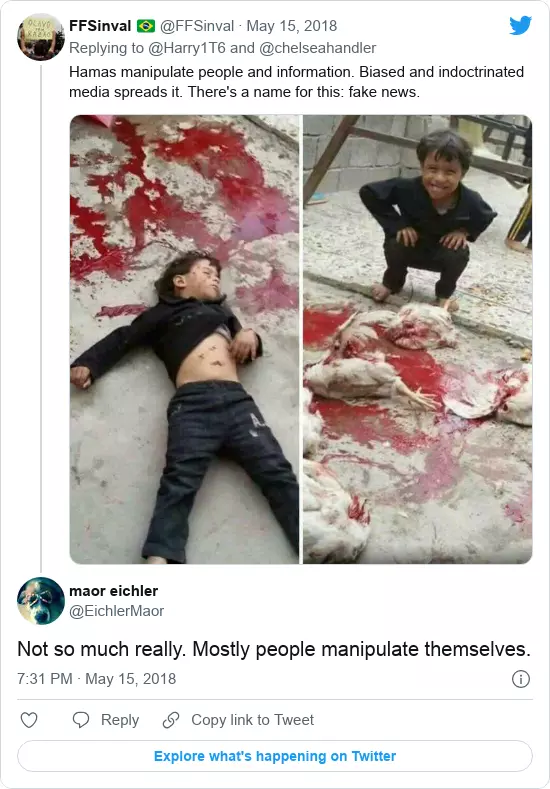 FFSinval 🇧🇷 @FFSinval · May 15, 2018
Replying to @Harry1T6 and @chelseahandler
Hamas manipulate people and information. Biased and indoctrinated
media spreads it. There's a name for this: fake news.
maor eichler
@EichlerMaor
Not so much really. Mostly people manipulate themselves.
7:31 PM · May 15, 2018
Reply
Copy link to Tweet
Explore what's happening on Twitter